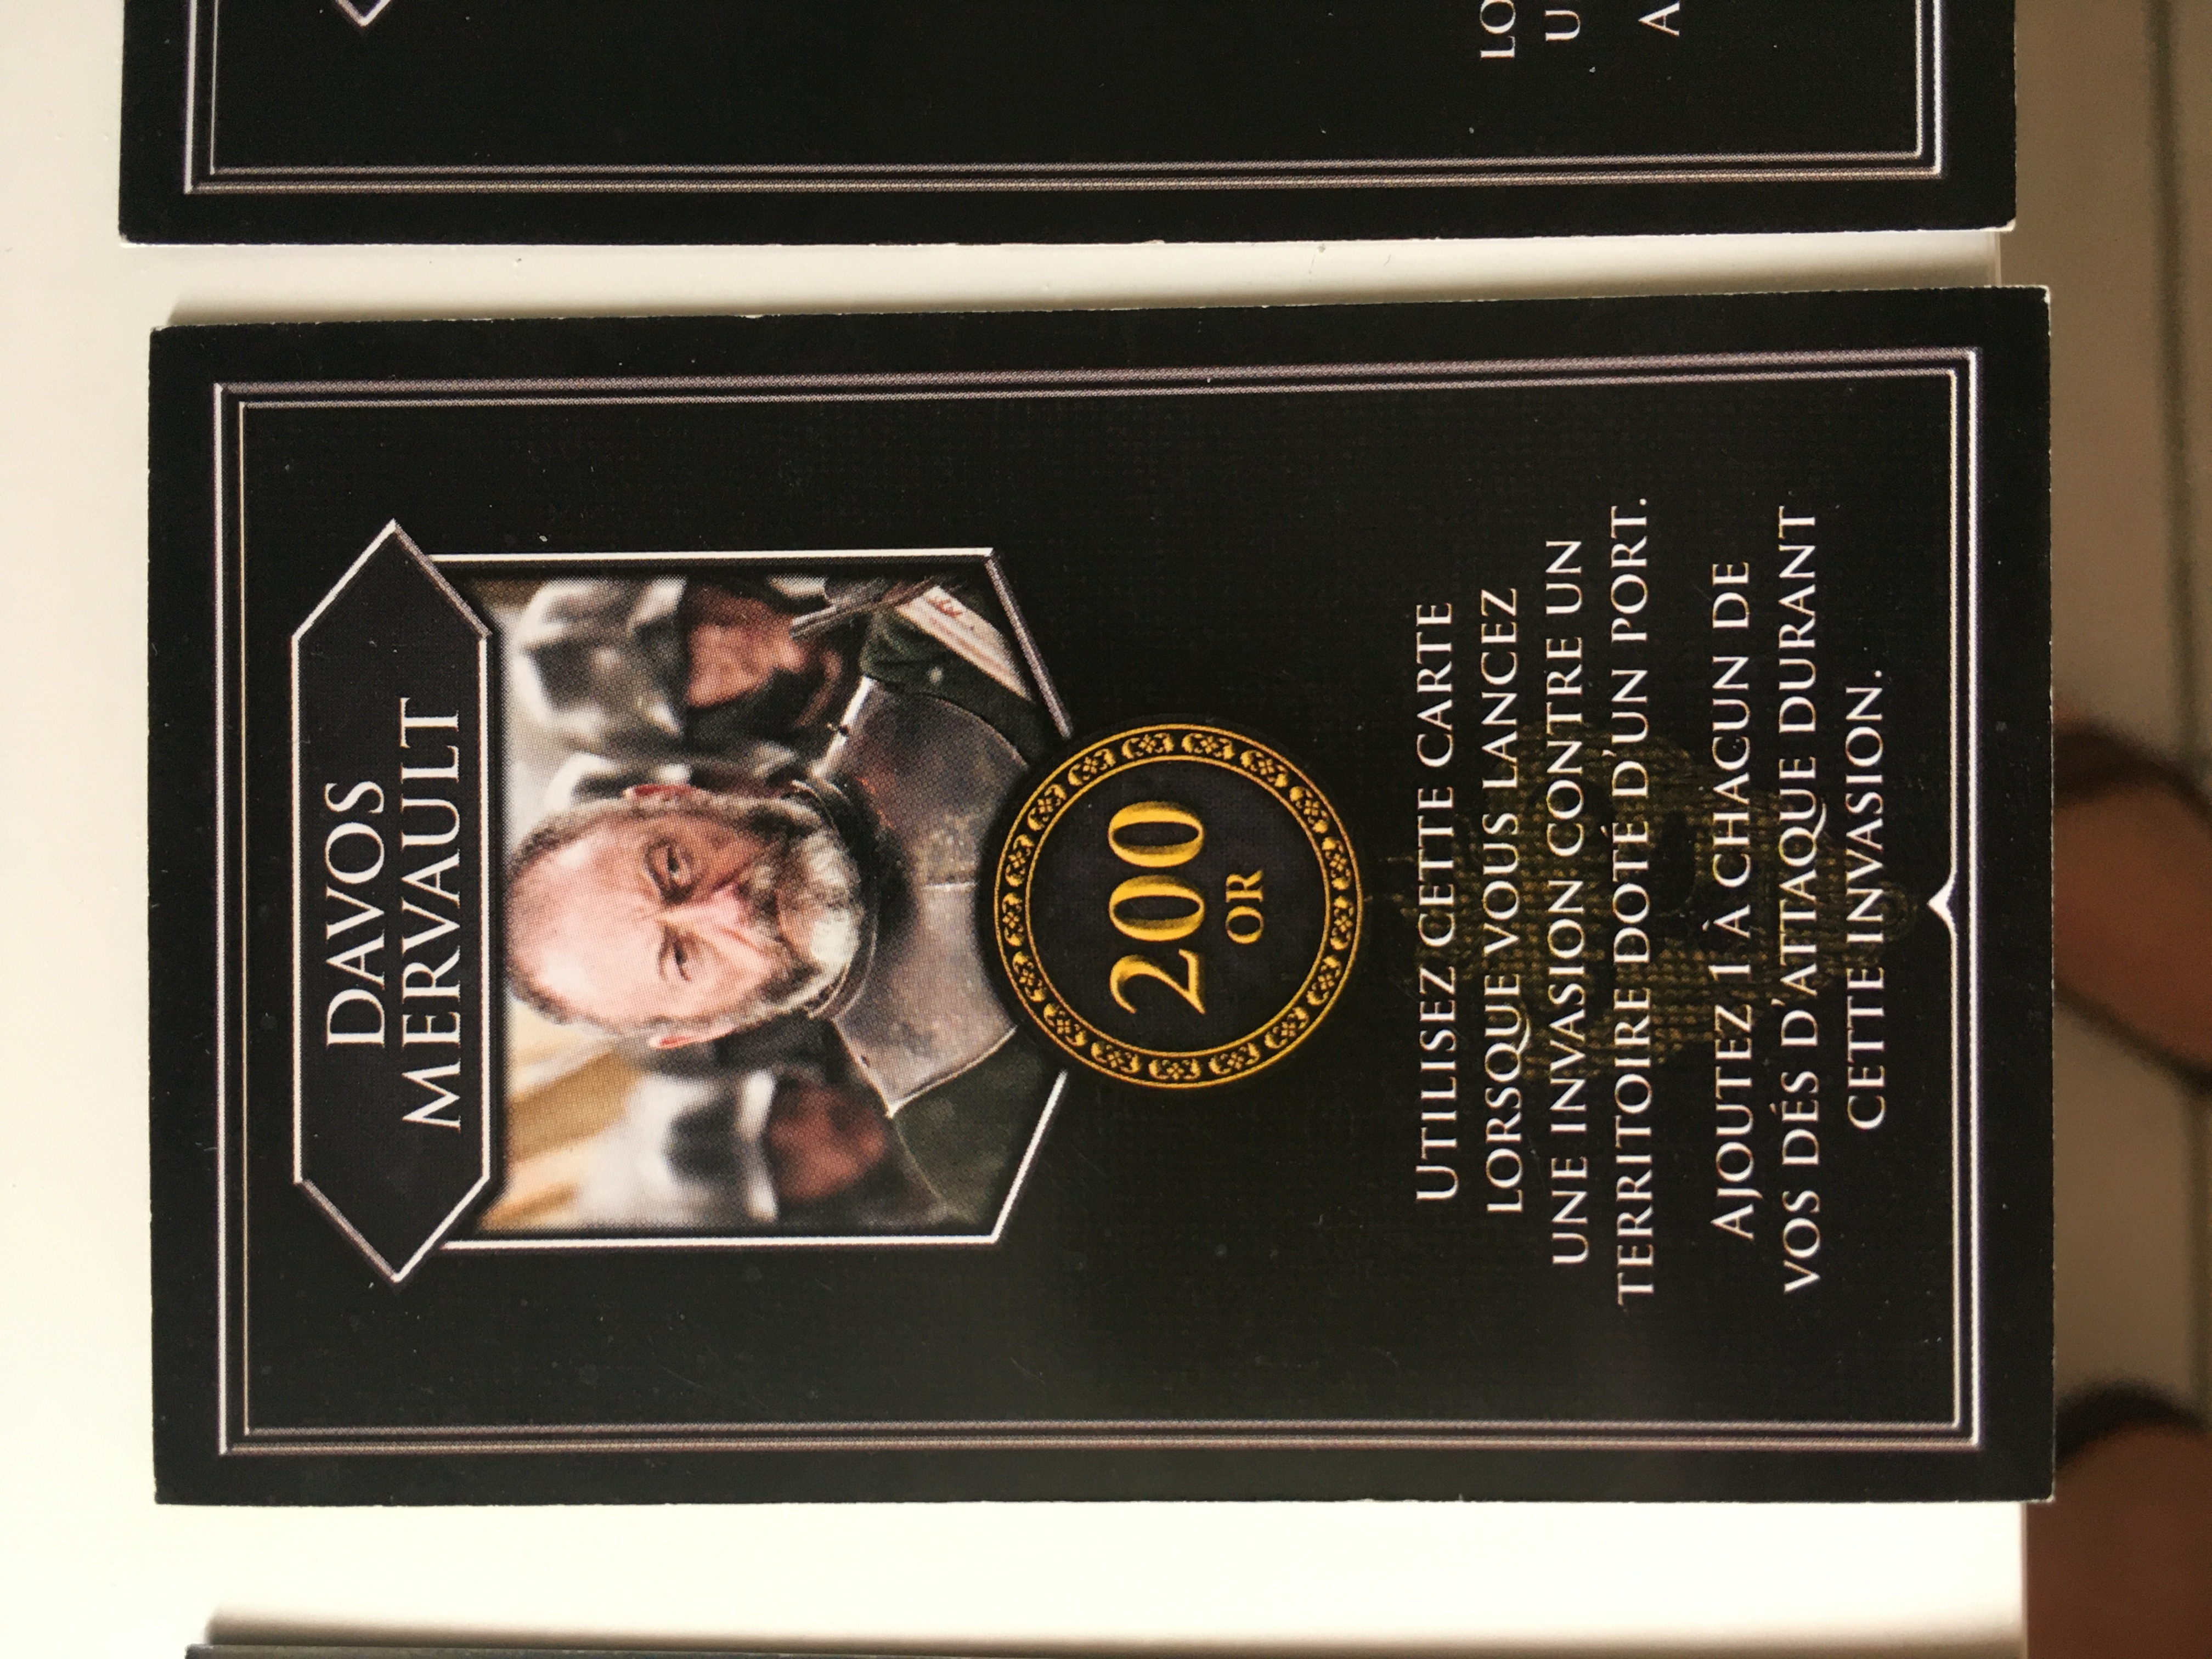 DAVOS
MERVAULT
200
OR
UTILISEZ CETTE CARTE
LORSQUE VOUS LANCEZ
UNE INVASION CONTRE UN
TERRITOIRE DOTÉ D'UN PORT.
AJOUTEZ 1 À CHACUN DE
VOS DÉS D'ATTAQUE DURANT
CETTE INVASION.
LO
U
A